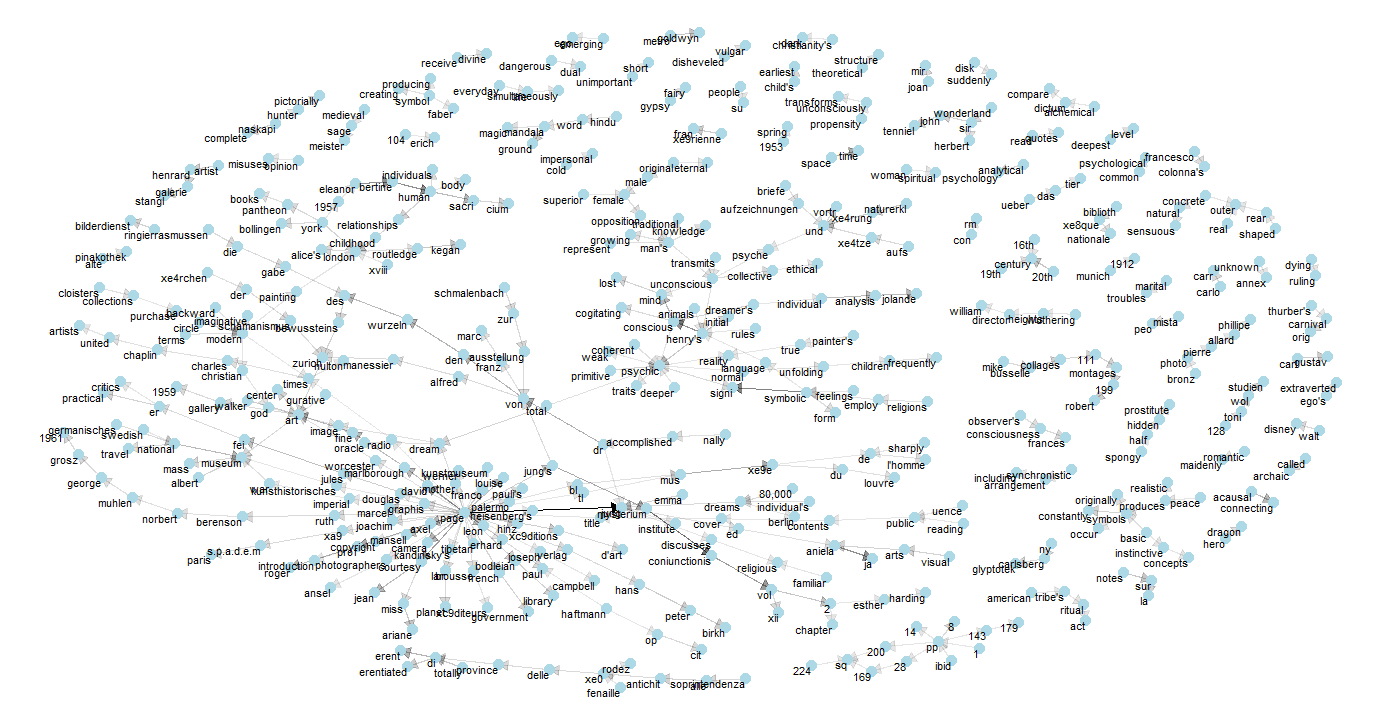 ego emerging
metro goldwyn
vulgar
dark christianity's
receive divine
dangerous dual
disheveled
short
unimportant
structure
theoretical
earliest
child's
mir
joan
disk
suddenly
producing
creating
symbol
faber
everyday
simultaneously
fairy
gypsy
people
su
transforms
unconsciously
propensity
compare
dictum
alchemical
pictorially
hunter
naskapi
complete
medieval
sage
meister
104 erich
magic mandala word hindu
ground
frag xe9rienne
spring
1953
tenniel john wonderland
sir
herbert
read quotes
level
deepest
misuses opinion
artist
henrard
galerie
stangl
impersonal
cold
original eternal
space time
woman spiritual
psychology analytical
psychological
common
francesco
colonna's
eleanor bertine individuals
human
body
sacri cium
books
pantheon
bollingen
1957
york
relationships
superior female male
opposition
traditional
growing
represent
man's knowledge
briefe
aufzeichnungen
vortr
xe4rung naturerkl
und
xe4tze
aufs
ueber das tier
biblioth
xe8que
nationale
concrete
natural
sensuous
outer
real
rear
shaped
bilderdienst
ringier rasmussen
die
pinakothek
alte
alice's
childhood
london
routledge kegan
xviii
gabe
transmits
psyche
collective ethical
unconscious
rm
con
16th
century
19th 20th
munich 1912
marital
troubles
carr
carlo
unknown
annex
dying
ruling
xe4rchen
der
painting
des
cloisters
collections
purchase
backward
imaginative
circle
terms
modern
schamanismus
bewussteins
wurzeln
schmalenbach
zur
lost
mind
cogitating
animals
conscious
dreamer's
initial
henry's
rules
individual analysis jolande
william
director heights wuthering
peo mista
phillipe
allard
pierre
photo
bronz
thurber's
carnival
orig
carl gustav
artists
united
chaplin
zurich
fulton manessier
marc
den
ausstellung
franz
alfred
coherent
weak
primitive
psychic
traits deeper
reality
language
normal
signi
true painter's
unfolding
children frequently
symbolic
feelings
form
employ religions
mike
busselle
collages
111
montages
199
robert
studien
wol
toni
128
extraverted
ego's
charles
christian
times
critics
practical
1959
er
gallery walker
center
god
gurative
art
image
fine
oracle
radio
dream
von total
dr
accomplished nally
observer's
consciousness
frances
prostitute
hidden
half
spongy
disney
walt
germanisches
1961
grosz
swedish
travel
national
fei
museum
mass
albert
george
muhlen
norbert berenson
worcester
jules
wer
kunsthistorisches
imperial
marlborough
mother
kunstmuseum
franco
louise
paul's
jung's
bl
tl
mus
xe9e
de
sharply
l'homme
du
louvre
including
synchronistic
arrangement
romantic
maidenly
called
archaic
acausal
connecting
douglas
david
graphis
palermo
heisenberg's
ruth
marcel
joachim
axel
page
leon
hinz
xc9ditions
xa9
mansell
copyright
prof
camera
tibetan
erhard
title
mysterium
emma
institute
dreams
80,000
individual's
berlin
cover
ed
contents
public
uence
reading
discusses
coniunctionis
aniela
ja
arts
visual
originally
constantly
symbols
occur
produces
realistic
peace
basic
instinctive
concepts
dragon
hero
ny
carlsberg
glyptotek
s.p.a.d.e.m
paris
introduction
roger
photographers
courtesy
kandinsky's
bodleian
joseph
verlag
d'art
paul
campbell
hans
french
library
haftmann
ansel
jean
miss
ariane
planet
xc9diteurs
government
religious
familiar
vol
xii
2
chapter
esther harding
peter
birkh
op
cit
notes
sur
la
american tribe's
ritual
act
erent
erentiated
di
totally
province
delle
xe0
rodez
fenaille
antichit
soprintendenza
alle
224
sq
169
200
28
14
8
pp
ibid
143
1
179